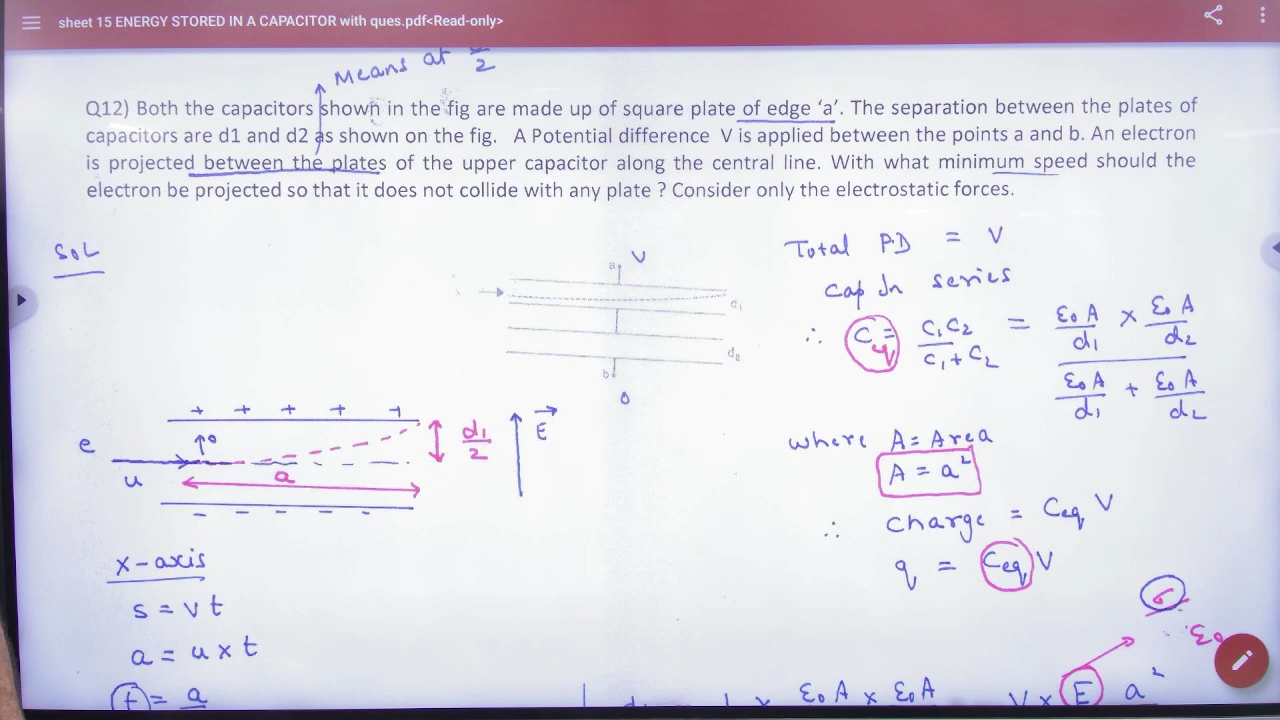 sheet 15 ENERGY STORED IN A CAPACITOR with ques.pdf<Read-only>
Means at
2
Q12) Both the capacitors shown in the fig are made up of square plate of edge 'a'. The separation between the plates of
capacitors are d1 and d2 as shown on the fig. A Potential difference V is applied between the points a and b. An electron
is projected between the plates of the upper capacitor along the central line. With what minimum speed should the
electron be projected so that it does not collide with any plate ? Consider only the electrostatic forces.
Sol
V
a
d1
d2
b
0
Total PD = V
Cap In series
∴ Ceq = C1C2 / C1 + C2 = ε0A/d1 × ε0A/d2 / ε0A/d1 + ε0A/d2
where A = Area
A = a²
∴ charge = Ceq V
q = Ceq V
+ + + + +
e
u
a
d1/2
E
- - - - -
x-axis
s = vt
a = u x t
t = a
ε0A x ε0A
V x E a²
ε0